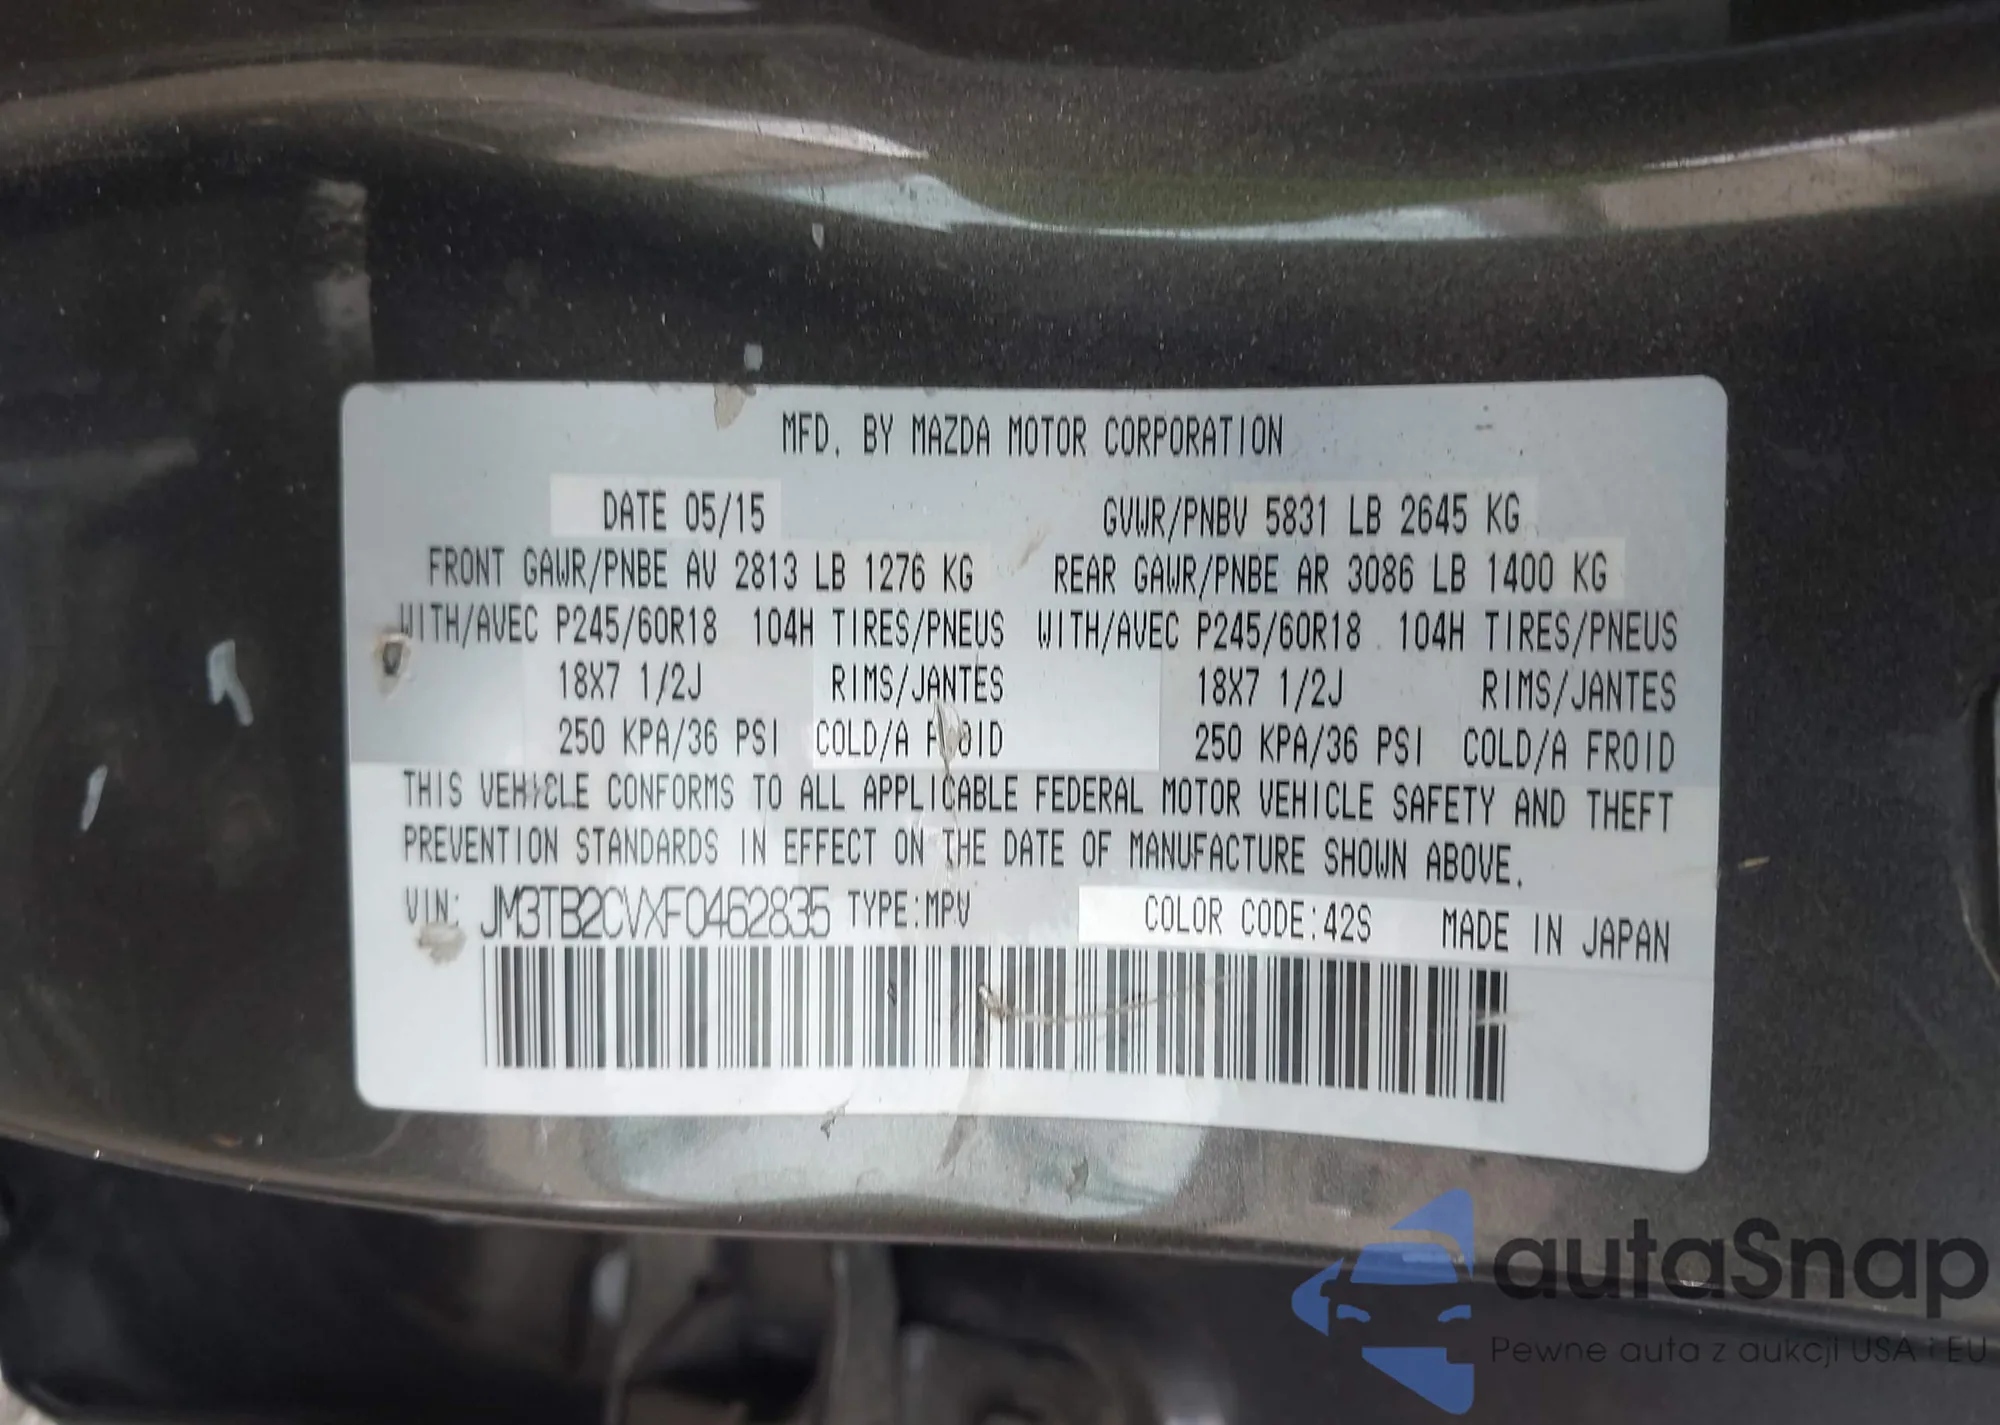 MFD. BY MAZDA MOTOR CORPORATION
DATE 05/15 GVWR/PNBV 5831 LB 2645 KG
FRONT GAWR/PNBE AV 2813 LB 1276 KG REAR GAWR/PNBE AR 3086 LB 1400 KG
WITH/AVEC P245/60R18 104H TIRES/PNEUS WITH/AVEC P245/60R18 104H TIRES/PNEUS
18X7 1/2J RIMS/JANTES 18X7 1/2J RIMS/JANTES
250 KPA/36 PSI COLD/A FROID 250 KPA/36 PSI COLD/A FROID
THIS VEHICLE CONFORMS TO ALL APPLICABLE FEDERAL MOTOR VEHICLE SAFETY AND THEFT
PREVENTION STANDARDS IN EFFECT ON THE DATE OF MANUFACTURE SHOWN ABOVE.
VIN: JM3TB2CVXF0462835 TYPE:MPV COLOR CODE:42S MADE IN JAPAN
autaSnap
Pewne auta z aukcji USA i EU